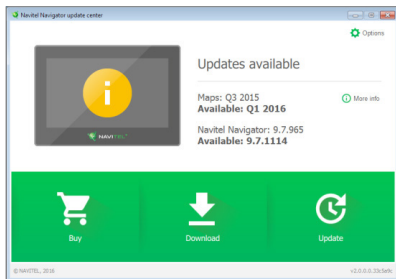 Navitel Navigator update center
Options
Updates available
Maps: Q3 2015
Available: Q1 2016
More info
Navitel Navigator: 9.7.965
Available: 9.7.1114
NAVITEL
Buy
Download
Update
© NAVITEL, 2016